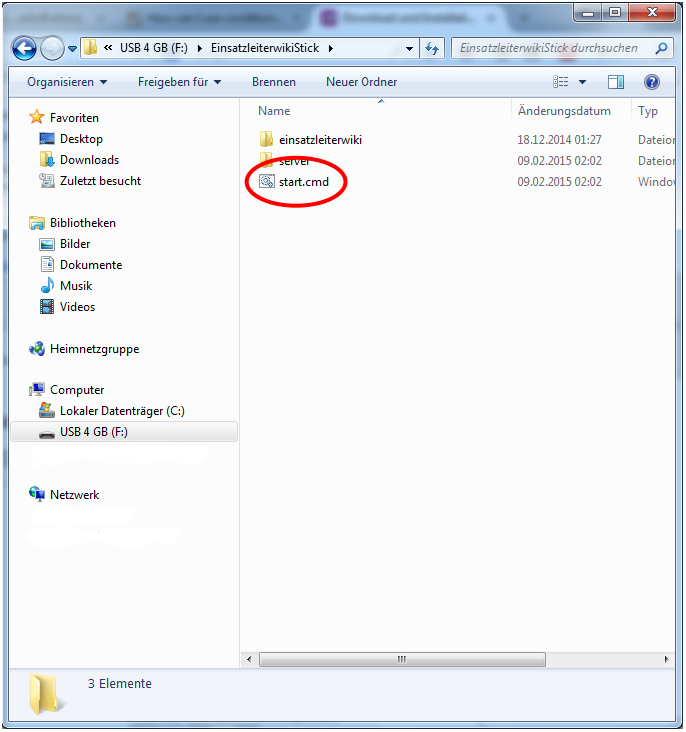 USB 4 GB (F:) EinsatzleiterwikiStick EinsatzleiterwikiStick durchsuchen
Organisieren Freigeben für Brennen Neuer Ordner
Favoriten
Desktop
Downloads
Zuletzt besucht
Bibliotheken
Bilder
Dokumente
Musik
Videos
Heimnetzgruppe
Computer
Lokaler Datenträger (C:)
USB 4 GB (F:)
Netzwerk
Name Änderungsdatum Typ
einsatzleiterwiki 18.12.2014 01:27 Dateior
server 09.02.2015 02:02 Dateior
start.cmd 09.02.2015 02:02 Windov
3 Elemente